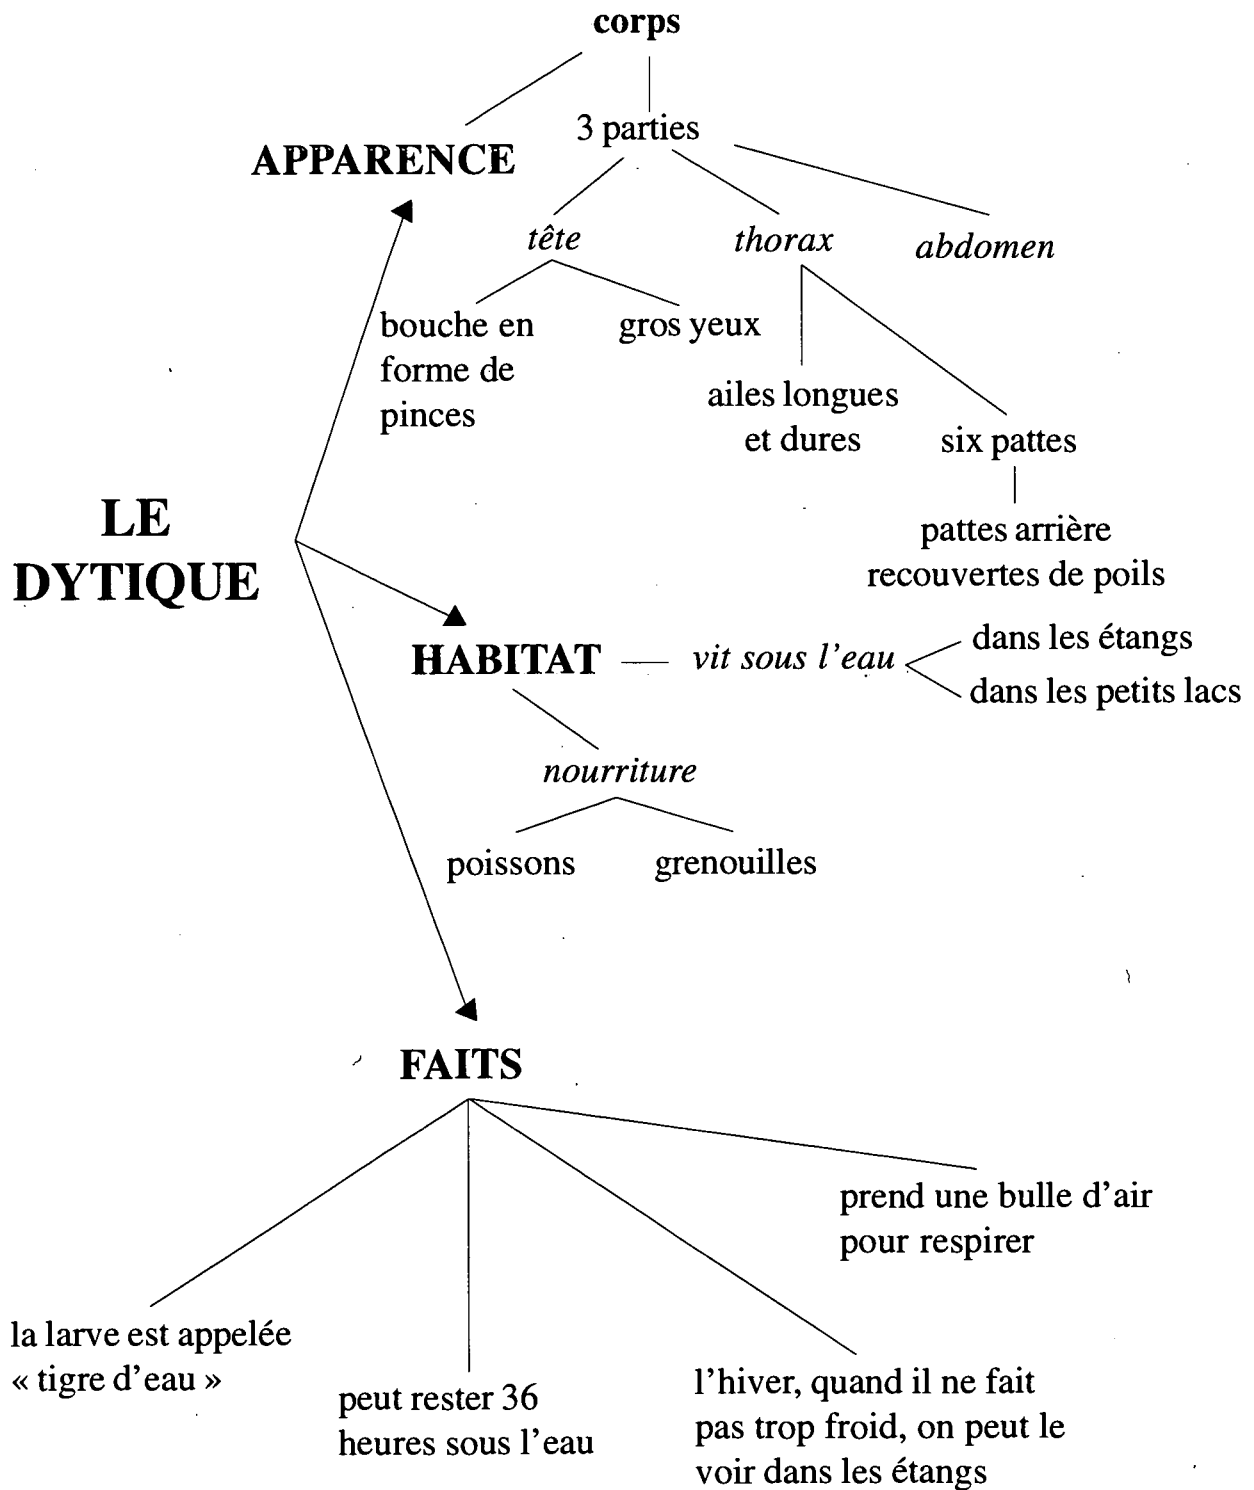 corps
3 parties
APPARENCE
tête
thorax
abdomen
bouche en
forme de
pinces
gros yeux
ailes longues
et dures
six pattes
pattes arrière
recouvertes de poils
LE
DYTIQUE
HABITAT
vit sous l'eau
dans les étangs
dans les petits lacs
nourriture
poissons
grenouilles
FAITS
prend une bulle d'air
pour respirer
la larve est appelée
« tigre d'eau »
peut rester 36
heures sous l'eau
l'hiver, quand il ne fait
pas trop froid, on peut le
voir dans les étangs